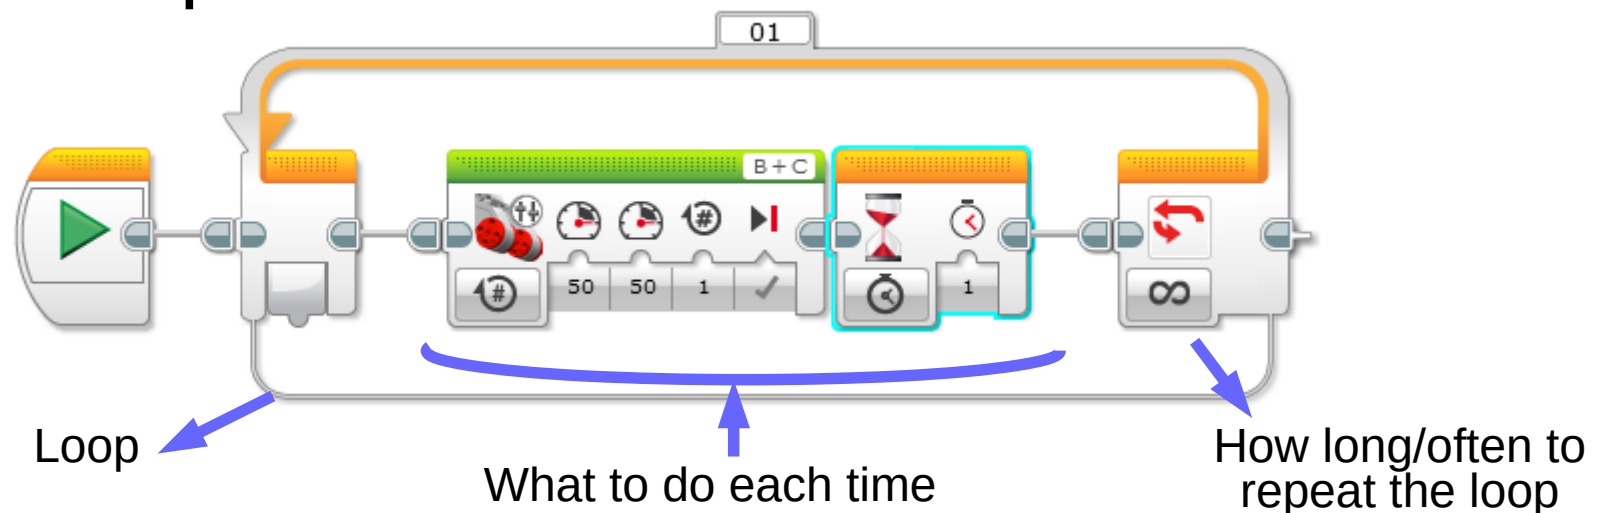 01
B + C
50 50 1
1
∞
Loop
What to do each time
How long/often to
repeat the loop